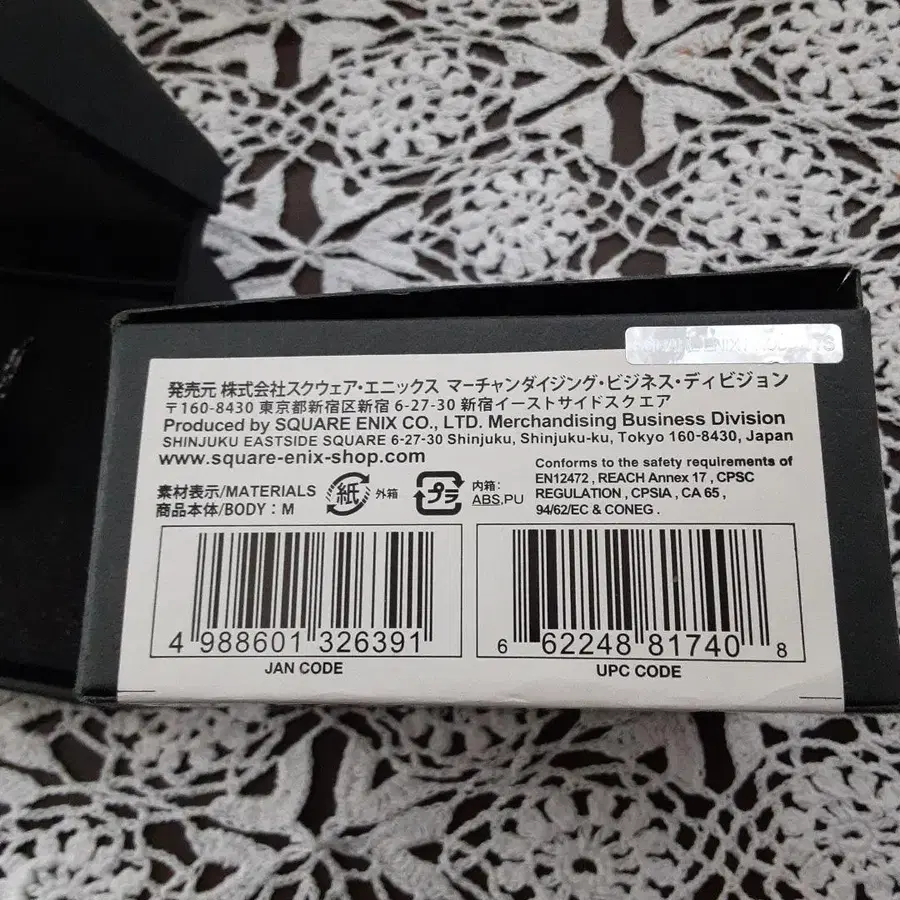 発売元 株式会社スクウェア・エニックス マーチャンダイジング・ビジネス・ディビジョン
〒160-8430 東京都新宿区新宿 6-27-30 新宿イーストサイドスクエア
Produced by SQUARE ENIX CO., LTD. Merchandising Business Division
SHINJUKU EASTSIDE SQUARE 6-27-30 Shinjuku, Shinjuku-ku, Tokyo 160-8430, Japan
www.square-enix-shop.com
素材表示/MATERIALS
商品本体/BODY : M
紙 外箱
プラ 内箱:
ABS,PU
Conforms to the safety requirements of
EN12472 , REACH Annex 17 , CPSC
REGULATION , CPSIA , CA 65 ,
94/62/EC & CONEG .
4 988601 326391
JAN CODE
6 62248 81740 8
UPC CODE